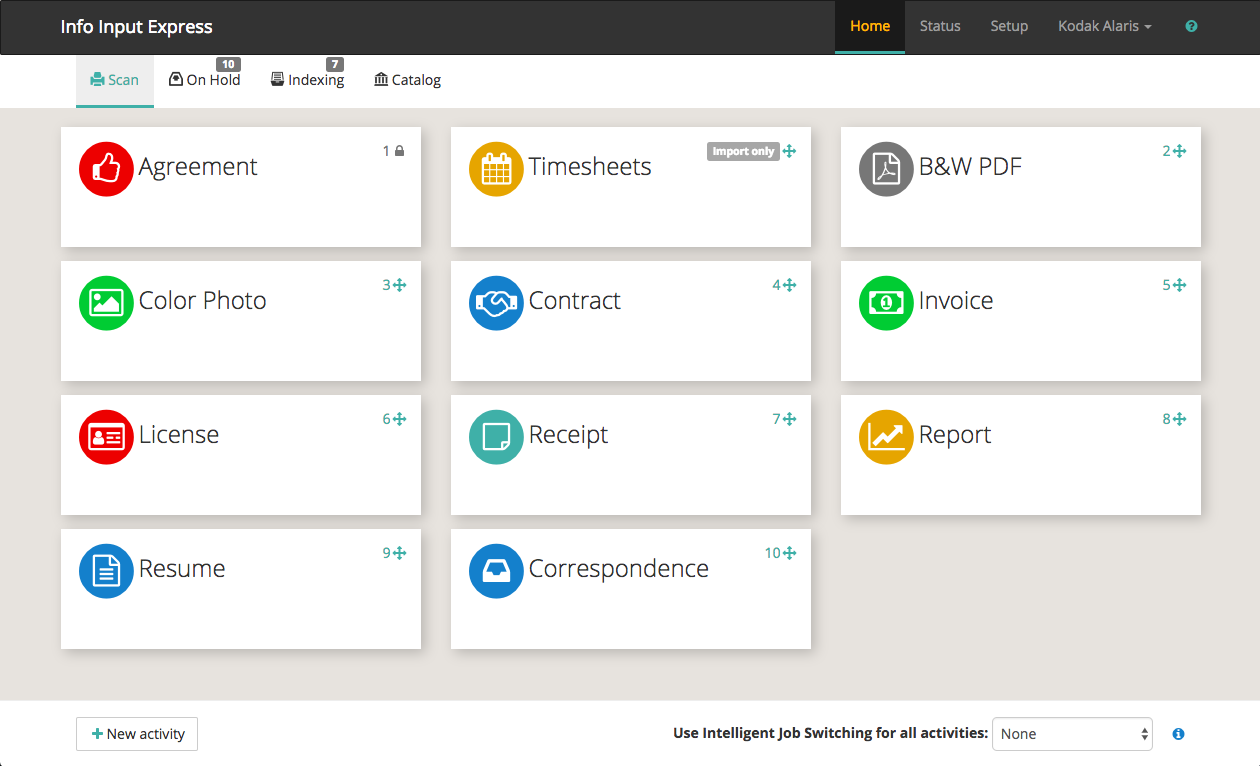 Info Input Express
Home Status Setup Kodak Alaris ?
10 7
Scan On Hold Indexing Catalog
Agreement 1
Timesheets Import only
B&W PDF 2
Color Photo 3
Contract 4
Invoice 5
License 6
Receipt 7
Report 8
Resume 9
Correspondence 10
+ New activity
Use Intelligent Job Switching for all activities: None